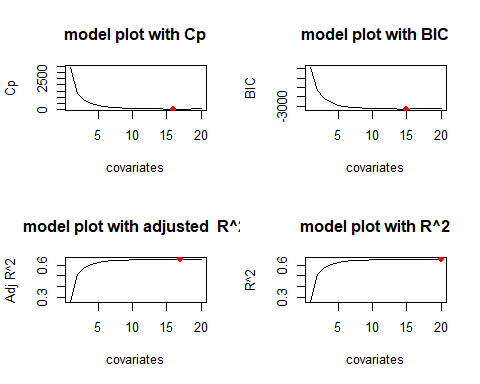 model plot with Cp
Cp
0
2500
5
10
15
20
covariates
model plot with BIC
BIC
-3000
5
10
15
20
covariates
model plot with adjusted R^2
Adj R^2
0.3
0.6
5
10
15
20
covariates
model plot with R^2
R^2
0.3
0.6
5
10
15
20
covariates